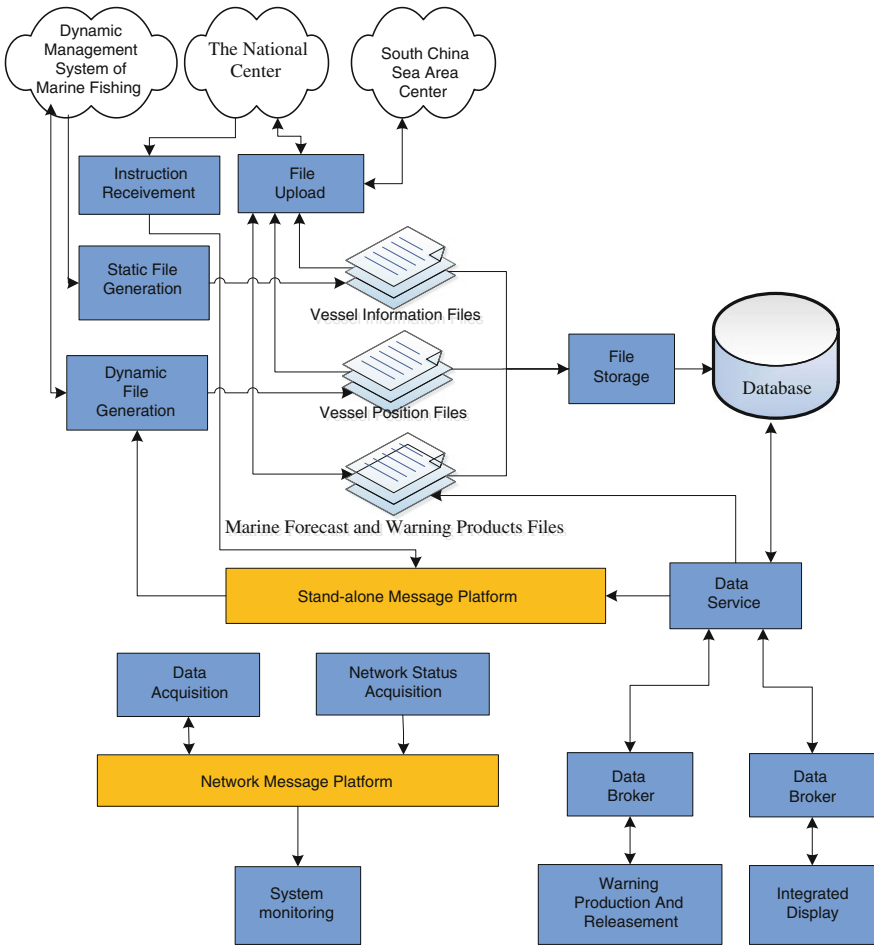 Dynamic
Management
System of
Marine Fishing
The National
Center
South China
Sea Area
Center
Instruction
Receivement
File
Upload
Static File
Generation
Vessel Information Files
Dynamic
File
Generation
Vessel Position Files
File
Storage
Database
Marine Forecast and Warning Products Files
Stand-alone Message Platform
Data
Service
Data
Acquisition
Network Status
Acquisition
Network Message Platform
Data
Broker
Data
Broker
System
monitoring
Warning
Production And
Releasement
Integrated
Display